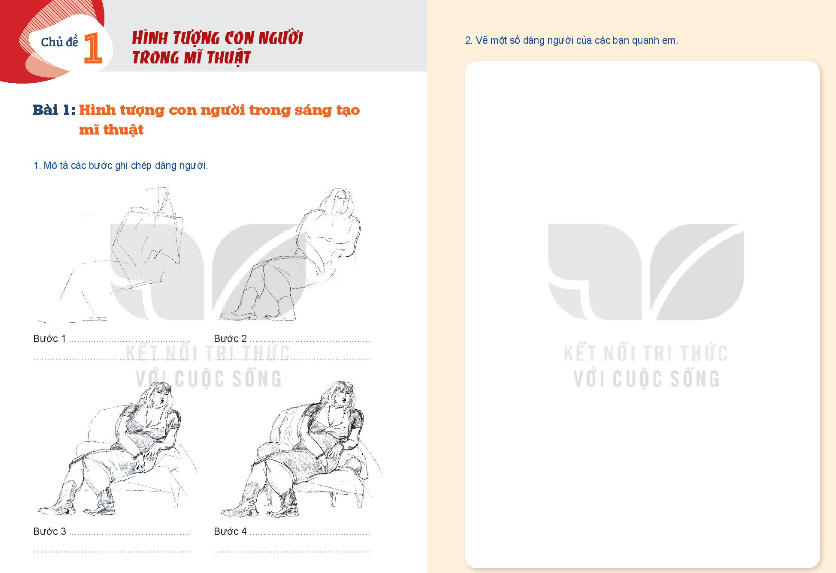 Chủ đề 1
HÌNH TƯỢNG CON NGƯỜI
TRONG MĨ THUẬT
Bài 1: Hình tượng con người trong sáng tạo
mĩ thuật
1. Mô tả các bước ghi chép dáng người.
Bước 1 ..........................................
......................................................
Bước 2 ..........................................
......................................................
KẾT NỐI TRI THỨC
VỚI CUỘC SỐNG
Bước 3 ..........................................
......................................................
Bước 4 ..........................................
......................................................
2. Vẽ một số dáng người của các bạn quanh em.
KẾT NỐI TRI THỨC
VỚI CUỘC SỐNG